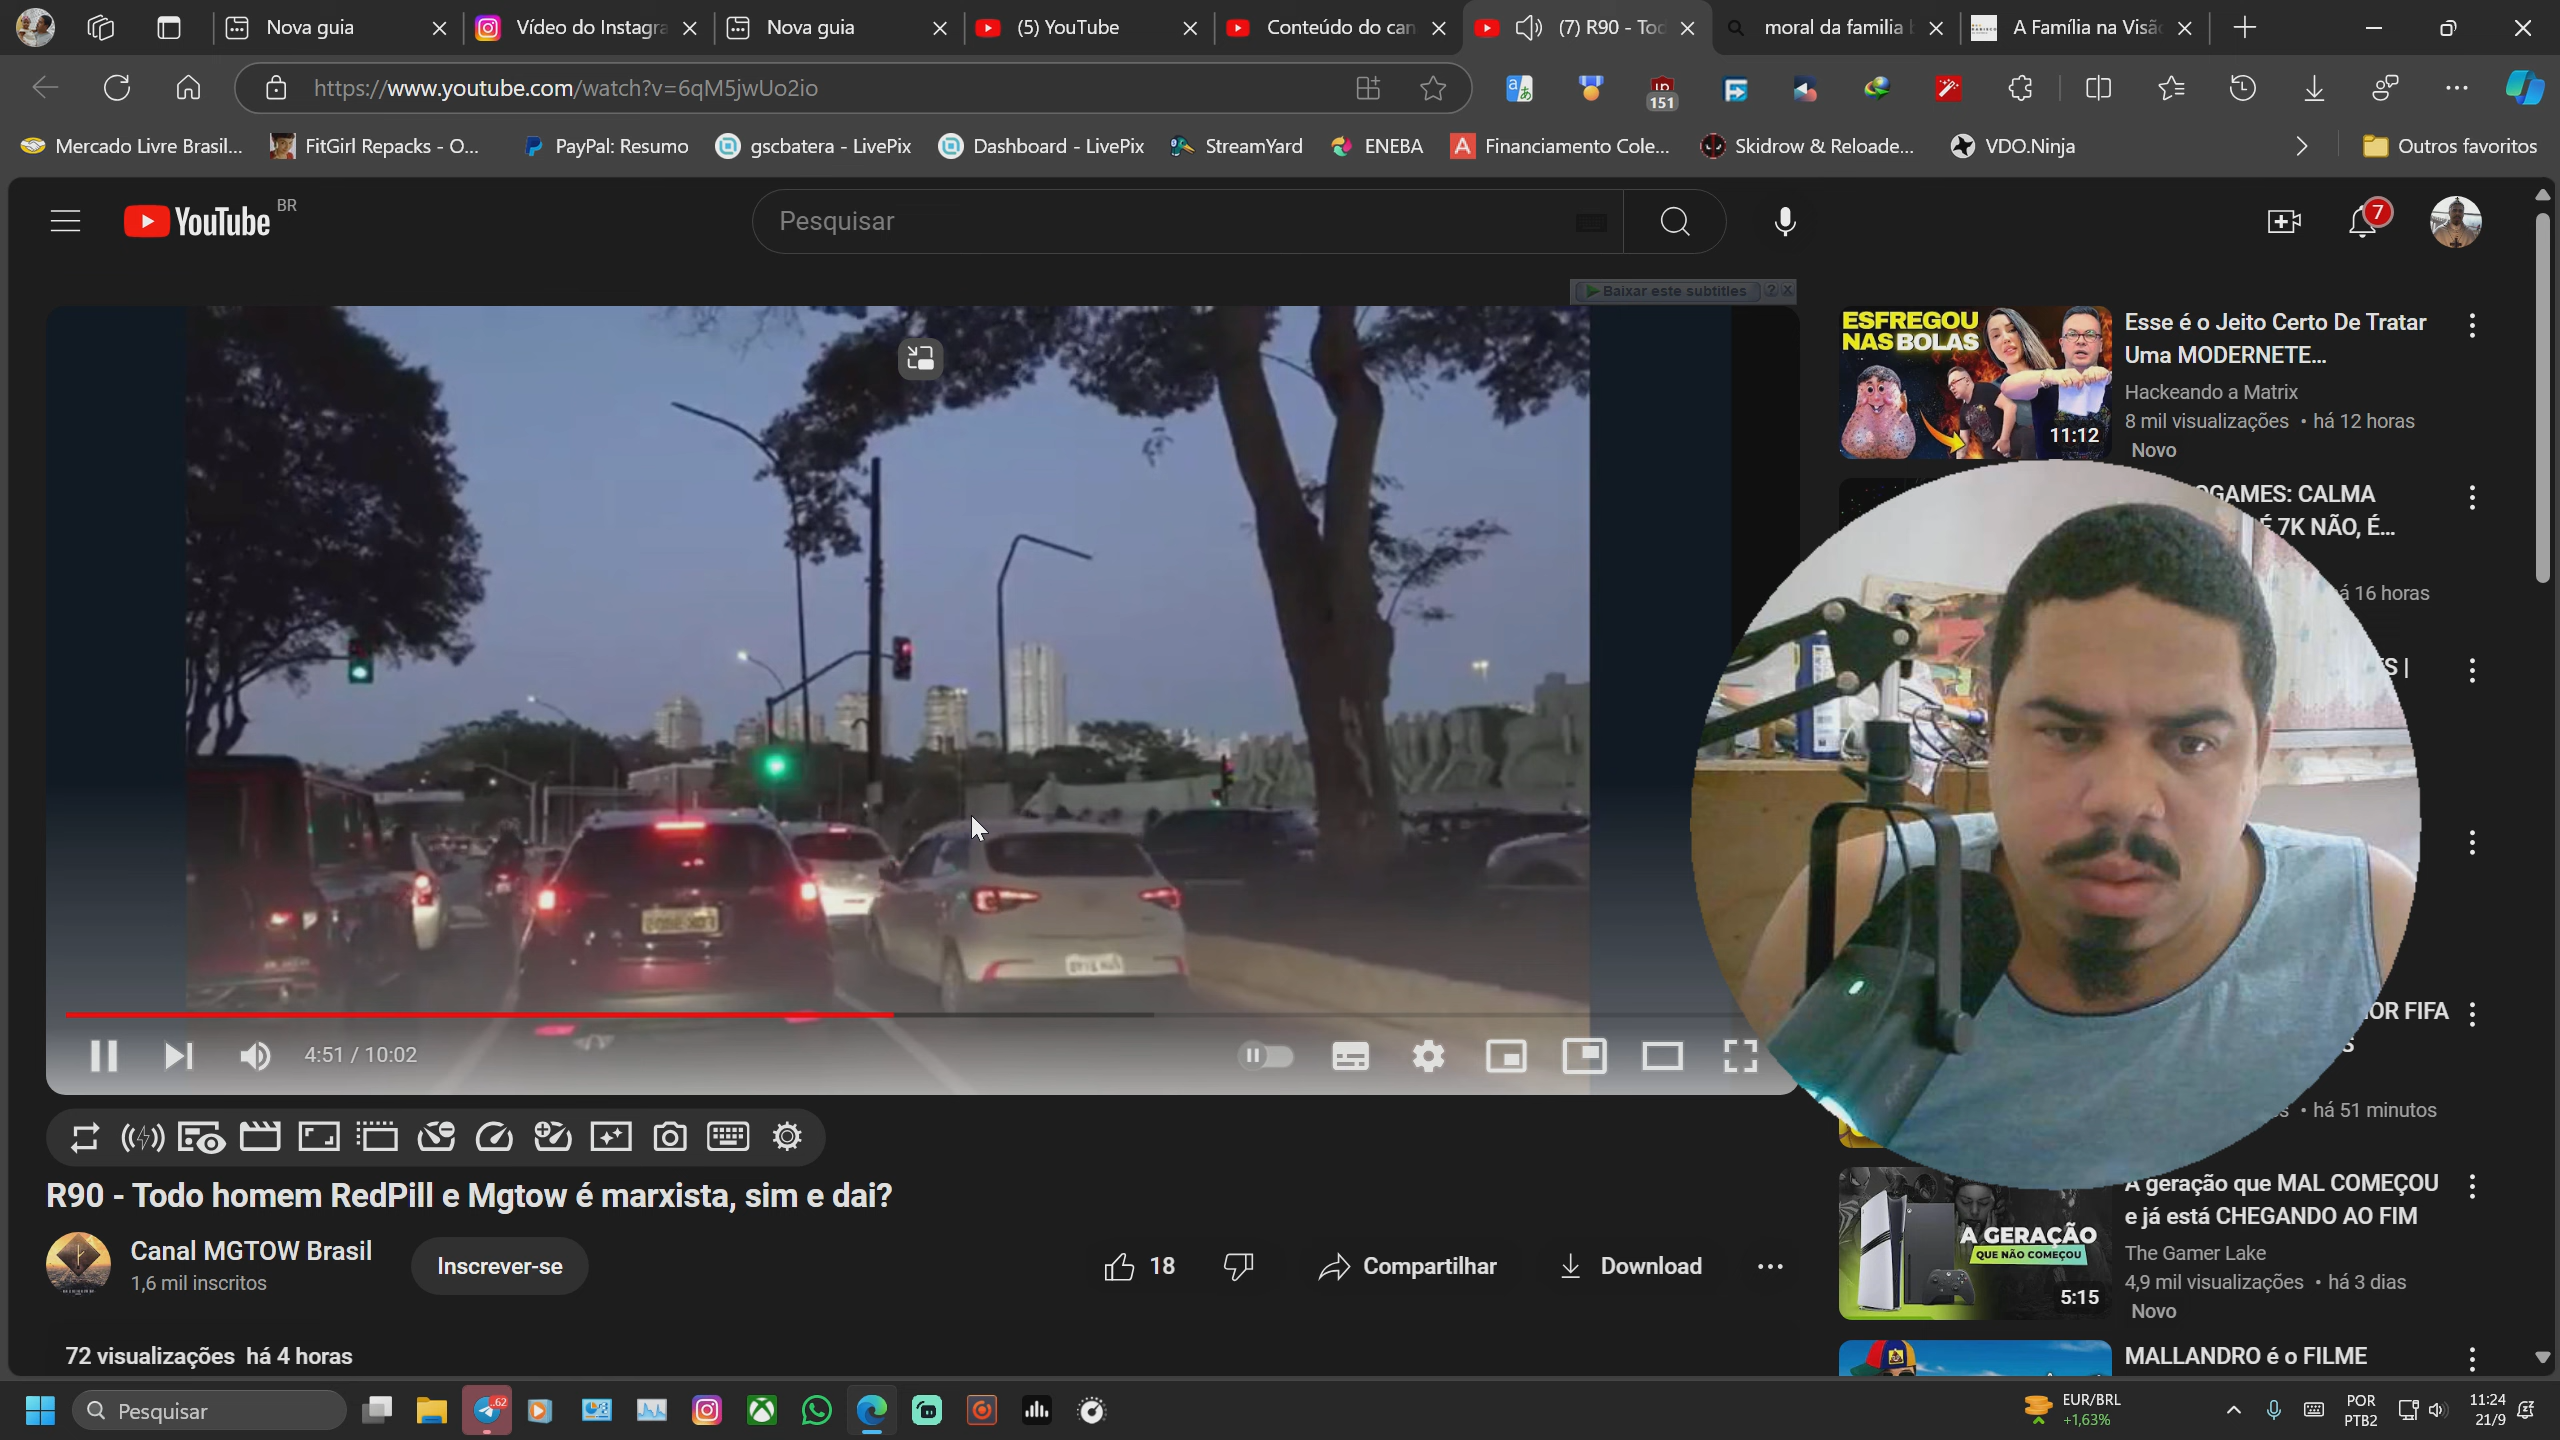 Nova guia
Vídeo do Instagra
Nova guia
(5) YouTube
Conteúdo do can
(7) R90 - Tod
moral da familia b
A Família na Visã
https://www.youtube.com/watch?v=6qM5jwUo2io
151
Mercado Livre Brasil...
FitGirl Repacks - O...
PayPal: Resumo
gscbatera - LivePix
Dashboard - LivePix
StreamYard
ENEBA
Financiamento Cole...
Skidrow & Reloade...
VDO.Ninja
Outros favoritos
YouTube BR
Pesquisar
7
Baixar este subtitles ? X
ESFREGOU
NAS BOLAS
11:12
Esse é o Jeito Certo De Tratar
Uma MODERNETE...
Hackeando a Matrix
8 mil visualizações • há 12 horas
Novo
OGAMES: CALMA
É 7K NÃO, É...
á 16 horas
S |
OR FIFA
S
s • há 51 minutos
4:51 / 10:02
R90 - Todo homem RedPill e Mgtow é marxista, sim e dai?
Canal MGTOW Brasil
1,6 mil inscritos
Inscrever-se
18
Compartilhar
Download
72 visualizações há 4 horas
A GERAÇÃO
QUE NÃO COMEÇOU
5:15
A geração que MAL COMEÇOU
e já está CHEGANDO AO FIM
The Gamer Lake
4,9 mil visualizações • há 3 dias
Novo
MALLANDRO é o FILME
Pesquisar
..62
EUR/BRL
+1,63%
POR
PTB2
11:24
21/9